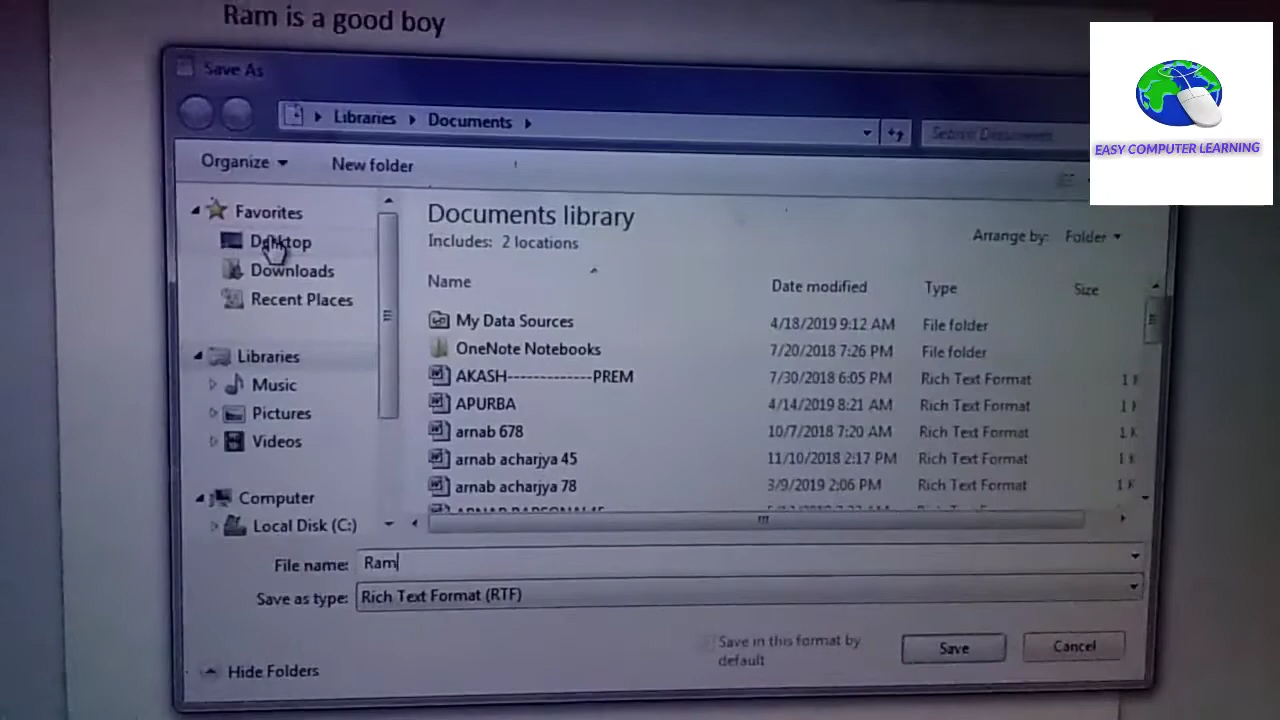 Ram is a good boy
Save As
Libraries
Documents
Search Documents
EASY COMPUTER LEARNING
Organize
New folder
Favorites
Desktop
Downloads
Recent Places
Libraries
Music
Pictures
Videos
Computer
Local Disk (C:)
Documents library
Includes: 2 locations
Arrange by: Folder
Name Date modified Type Size
My Data Sources 4/18/2019 9:12 AM File folder
OneNote Notebooks 7/20/2018 7:26 PM File folder
AKASH-------------PREM 7/30/2018 6:05 PM Rich Text Format 1 K
APURBA 4/14/2019 8:21 AM Rich Text Format 1 K
arnab 678 10/7/2018 7:20 AM Rich Text Format 1 K
arnab acharjya 45 11/10/2018 2:17 PM Rich Text Format 1 K
arnab acharjya 78 3/9/2019 2:06 PM Rich Text Format 1 K
File name: Ram
Save as type: Rich Text Format (RTF)
Save in this format by
default
Save
Cancel
Hide Folders